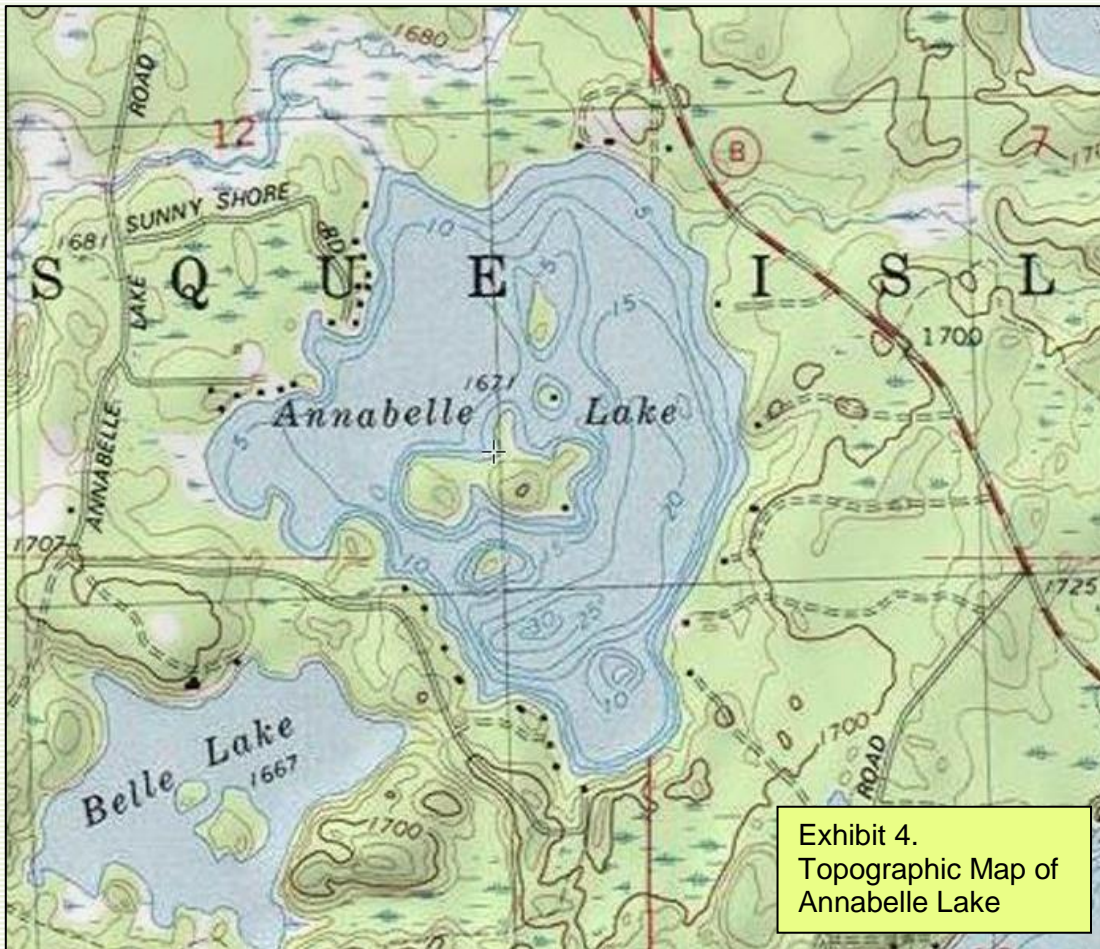 1680
ROAD
12
B
7
SUNNY SHORE
RD
1681
S Q U E I S L
LAKE
5
10
5
15
1700
1671
Annabelle Lake
ANNABELLE
5
20
15
10
1707
1725
30
25
10
Belle Lake
1667
1700
1700
ROAD
Exhibit 4.
Topographic Map of
Annabelle Lake